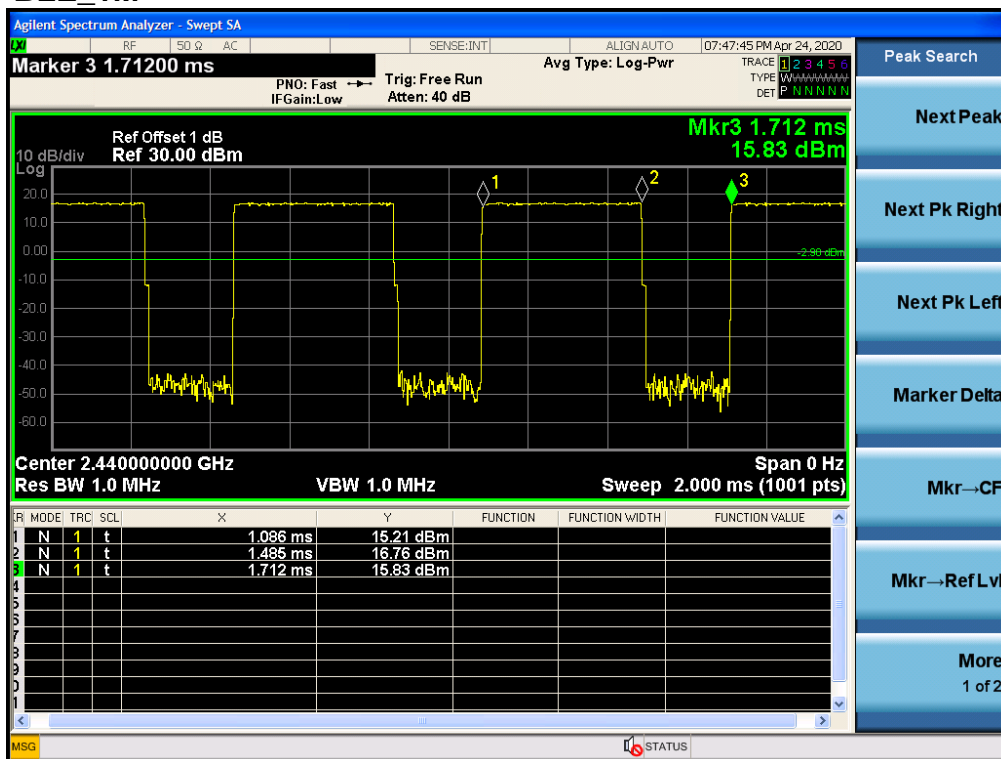 Agilent Spectrum Analyzer - Swept SA
LXI RF 50 Ω AC SENSE:INT ALIGN AUTO 07:47:45 PM Apr 24, 2020
Marker 3 1.71200 ms
PNO: Fast
IFGain:Low
Trig: Free Run
Atten: 40 dB
Avg Type: Log-Pwr
TRACE 1 2 3 4 5 6
TYPE
DET P N N N N N
Peak Search
Ref Offset 1 dB
10 dB/div Ref 30.00 dBm
Log
Mkr3 1.712 ms
15.83 dBm
20.0
10.0
0.00
-10.0
-20.0
-30.0
-40.0
-50.0
-60.0
1
2
3
-2.98 dBm
Center 2.440000000 GHz Span 0 Hz
Res BW 1.0 MHz VBW 1.0 MHz Sweep 2.000 ms (1001 pts)
MODE TRC SCL X Y FUNCTION FUNCTION WIDTH FUNCTION VALUE
1 N 1 t 1.086 ms 15.21 dBm
2 N 1 t 1.485 ms 16.76 dBm
3 N 1 t 1.712 ms 15.83 dBm
4
5
6
7
8
9
MSG STATUS
Next Peak
Next Pk Right
Next Pk Left
Marker Delta
Mkr→CF
Mkr→Ref Lvl
More
1 of 2